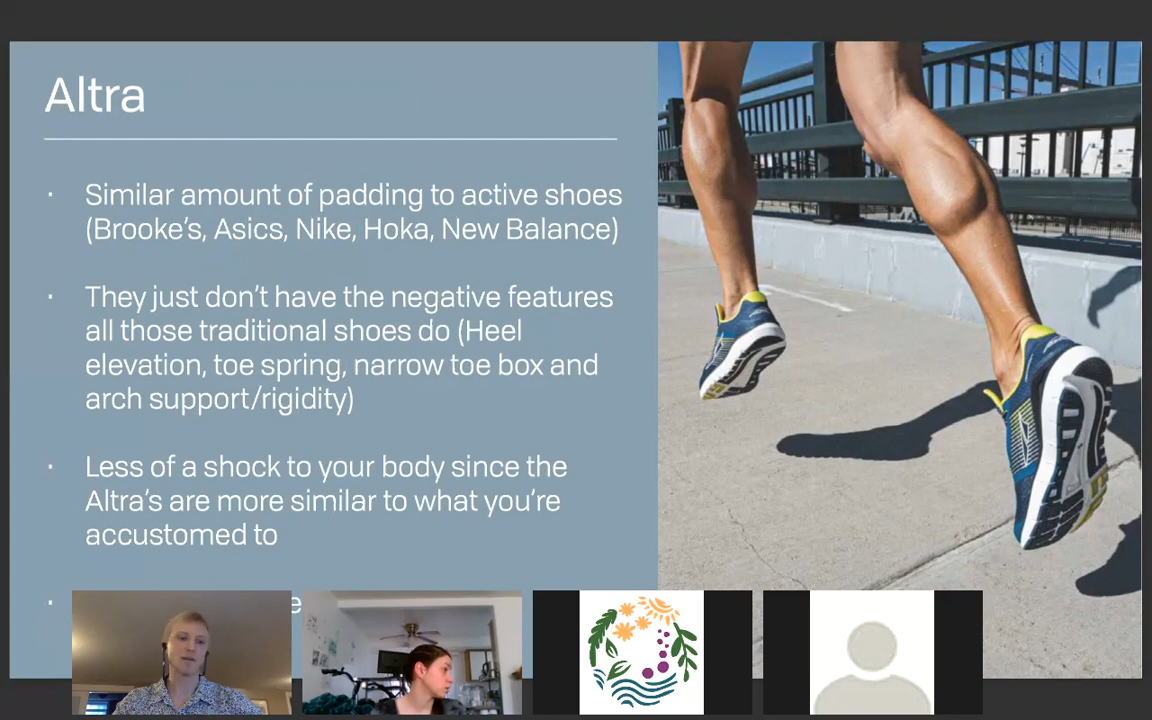 Altra
· Similar amount of padding to active shoes
(Brooke's, Asics, Nike, Hoka, New Balance)
· They just don't have the negative features
all those traditional shoes do (Heel
elevation, toe spring, narrow toe box and
arch support/rigidity)
· Less of a shock to your body since the
Altra's are more similar to what you're
accustomed to